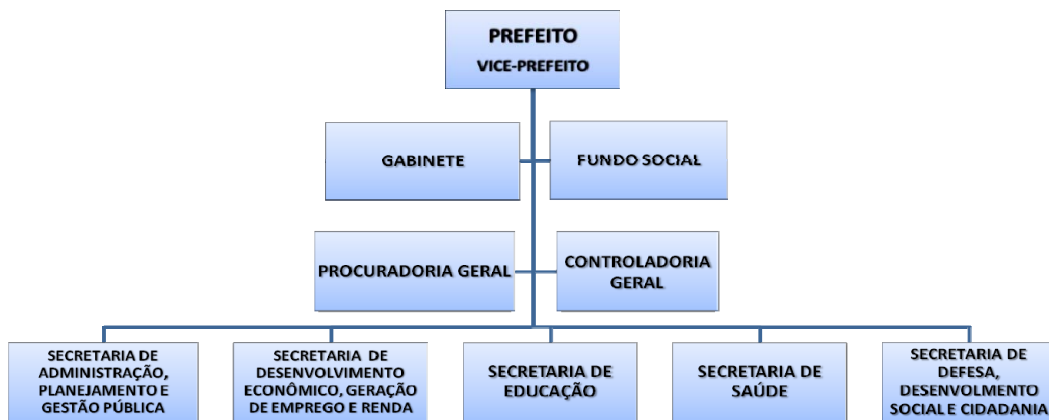 PREFEITO
VICE-PREFEITO
GABINETE
FUNDO SOCIAL
PROCURADORIA GERAL
CONTROLADORIA
GERAL
SECRETARIA DE
ADMINISTRAÇÃO,
PLANEJAMENTO E
GESTÃO PÚBLICA
SECRETARIA DE
DESENVOLVIMENTO
ECONÔMICO, GERAÇÃO
DE EMPREGO E RENDA
SECRETARIA DE
EDUCAÇÃO
SECRETARIA DE
SAÚDE
SECRETARIA DE
DEFESA,
DESENVOLMENTO
SOCIAL E CIDADANIA